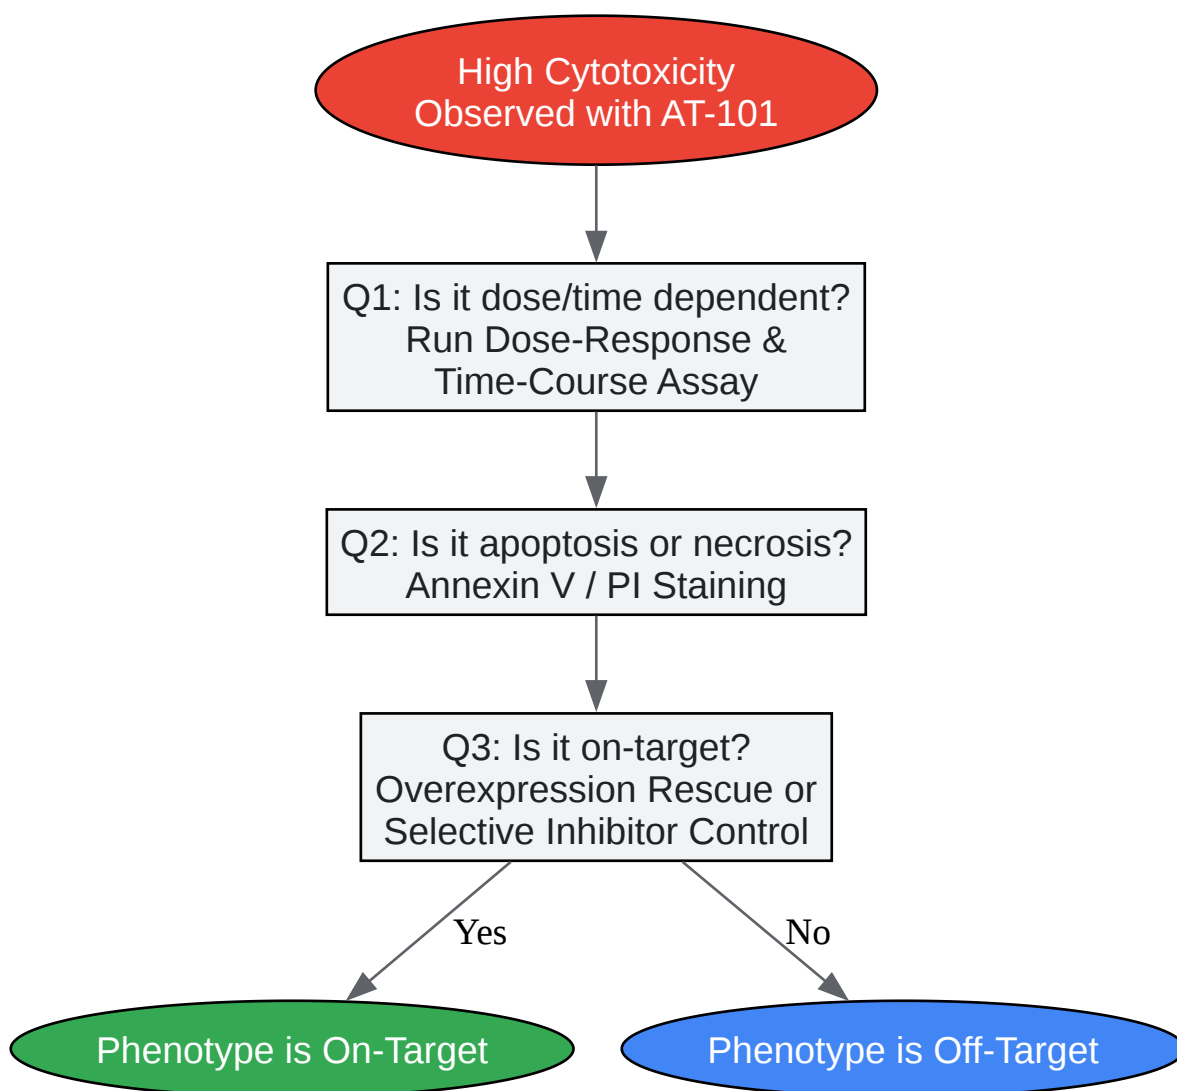 High Cytotoxicity
Observed with AT-101
Q1: Is it dose/time dependent?
Run Dose-Response &
Time-Course Assay
Q2: Is it apoptosis or necrosis?
Annexin V / PI Staining
Q3: Is it on-target?
Overexpression Rescue or
Selective Inhibitor Control
Yes
No
Phenotype is On-Target
Phenotype is Off-Target